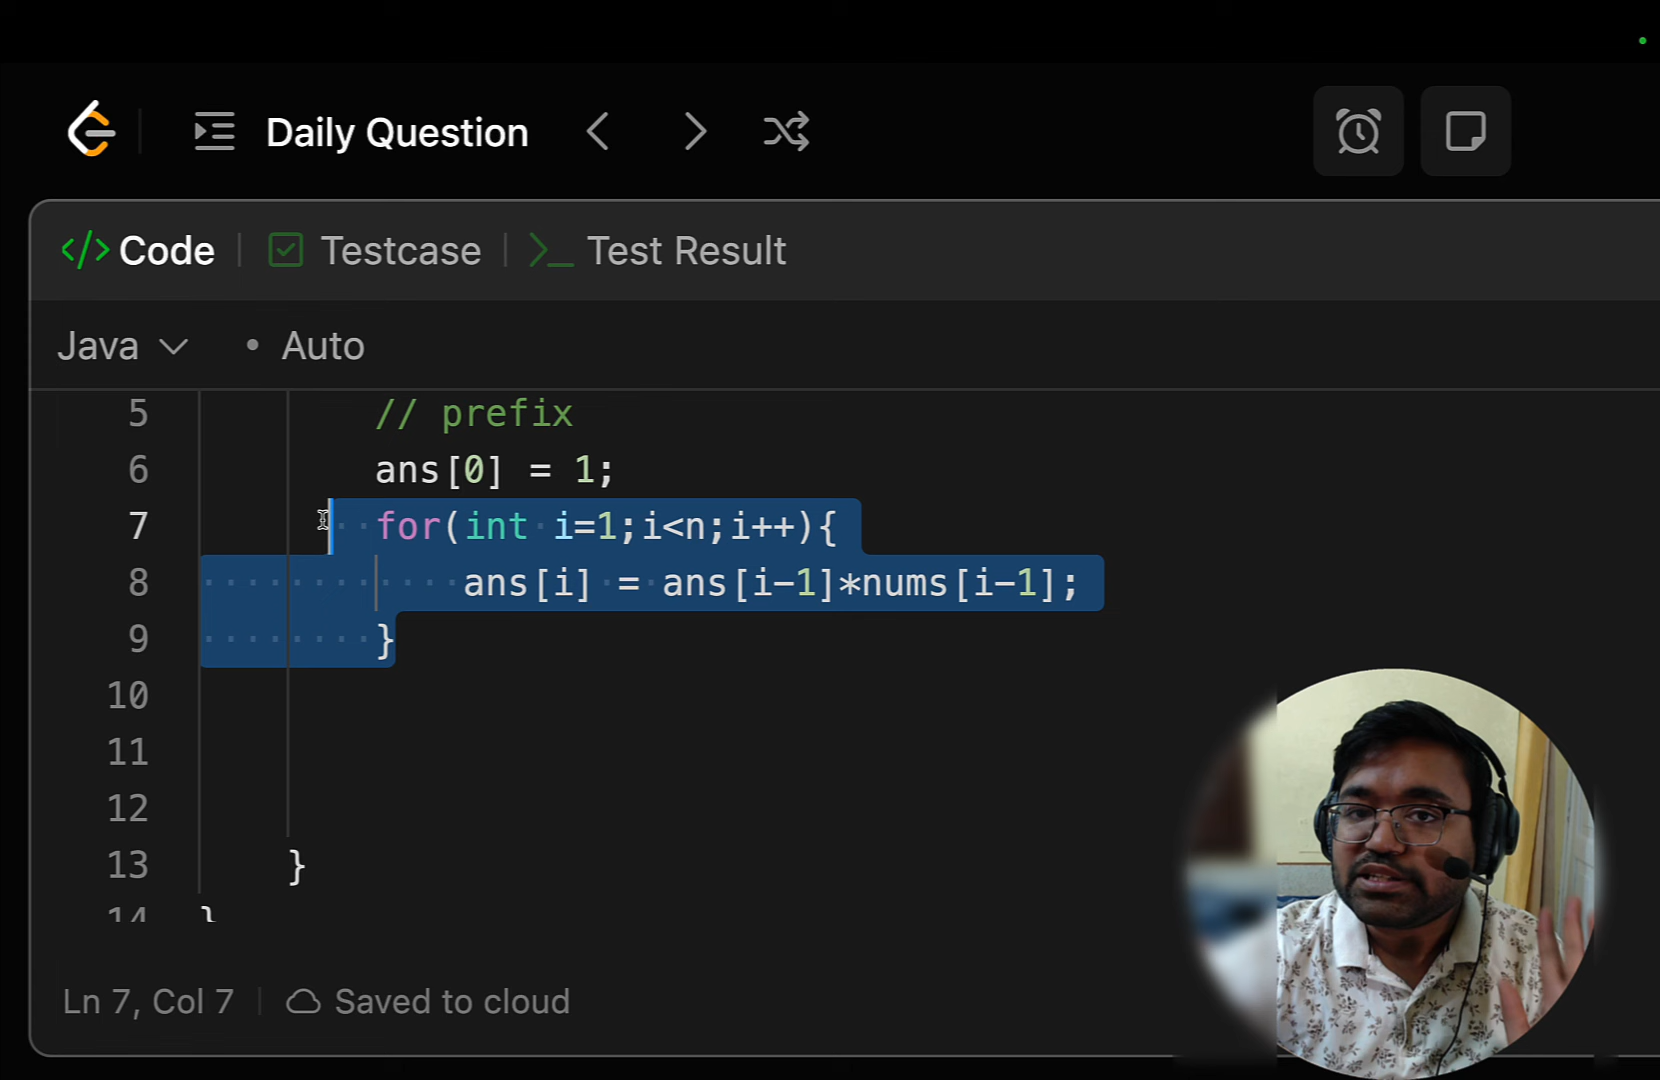 Daily Question
</> Code | Testcase | >_ Test Result
Java • Auto
5 // prefix
6 ans[0] = 1;
7 for(int i=1;i<n;i++){
8 ans[i] = ans[i-1]*nums[i-1];
9 }
10
11
12
13 }
14 }
Ln 7, Col 7 | Saved to cloud